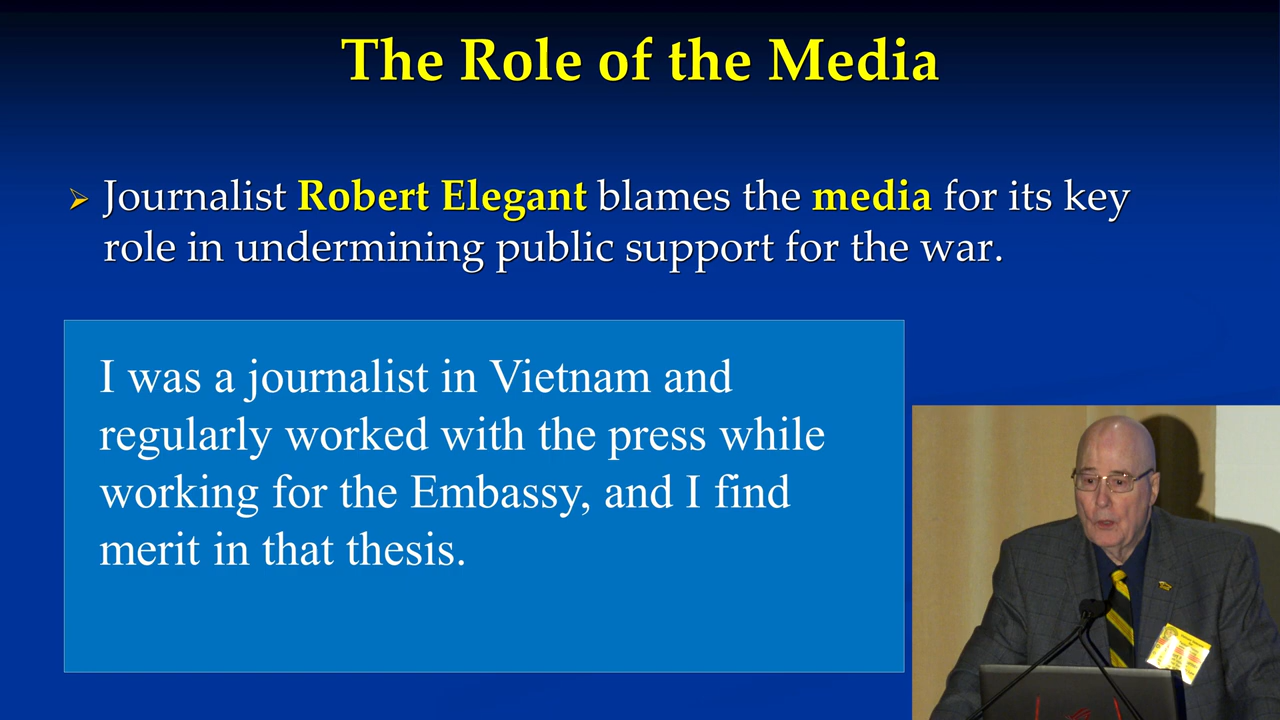 The Role of the Media
Journalist Robert Elegant blames the media for its key
role in undermining public support for the war.
I was a journalist in Vietnam and
regularly worked with the press while
working for the Embassy, and I find
merit in that thesis.